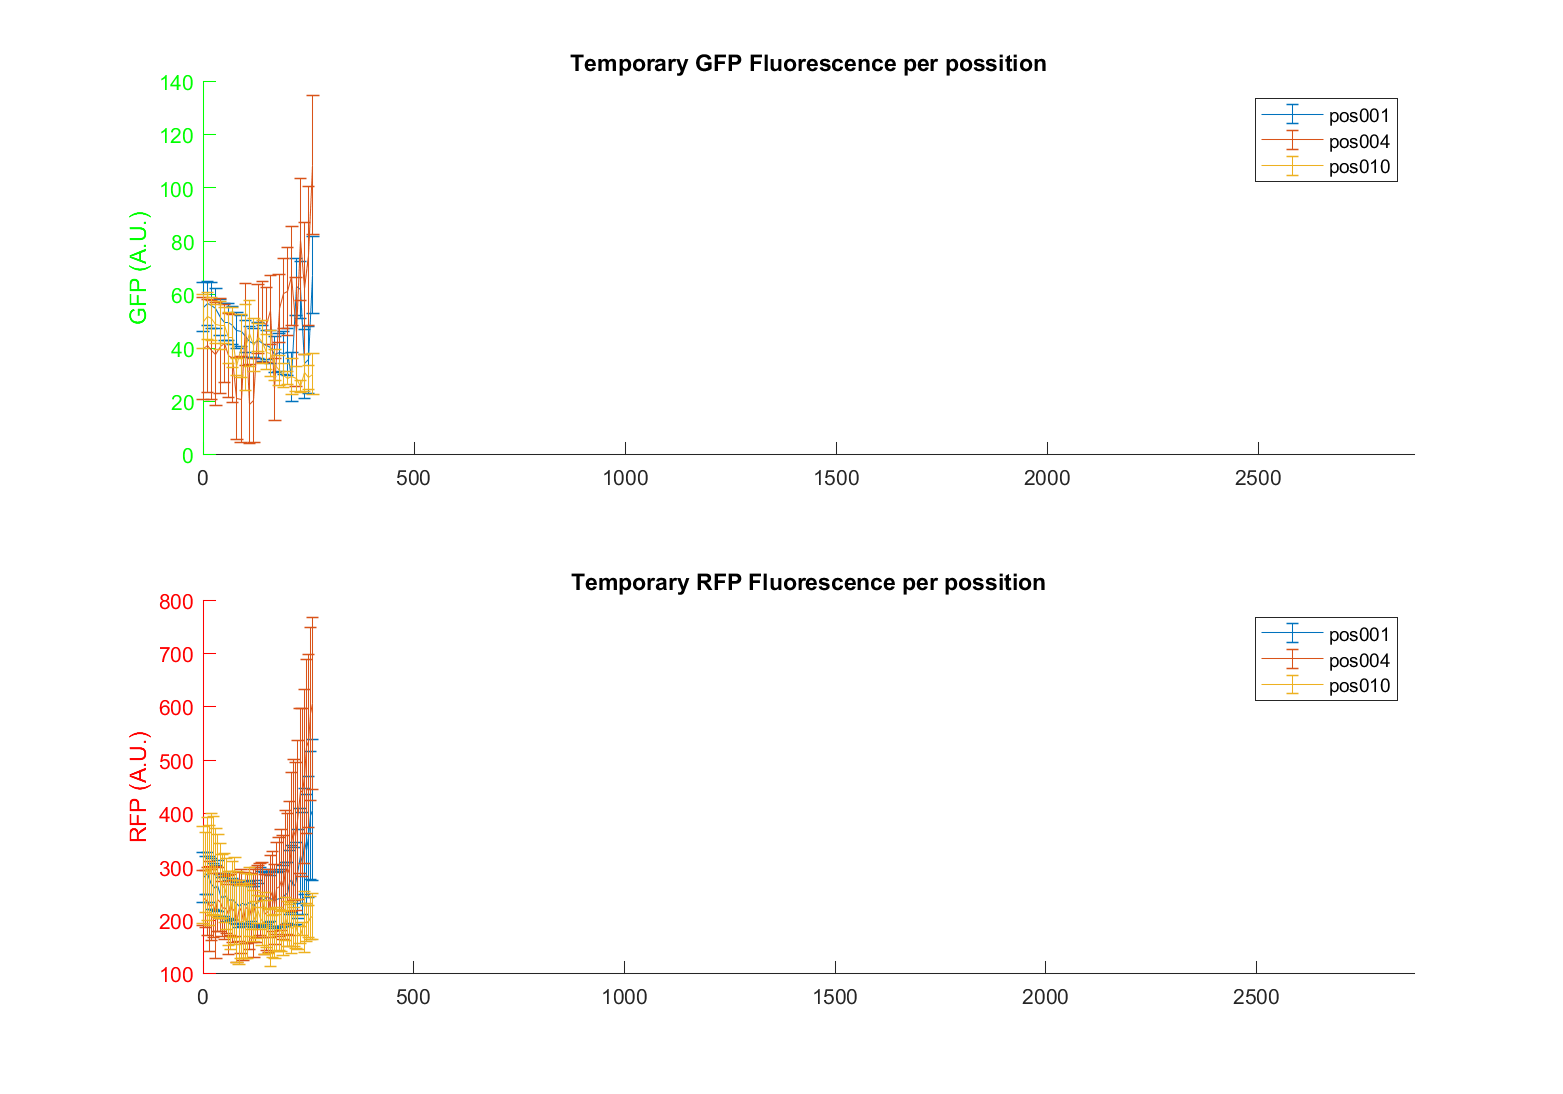 Temporary GFP Fluorescence per possition
140
120
100
80
60
40
20
0
GFP (A.U.)
0 500 1000 1500 2000 2500
pos001
pos004
pos010
Temporary RFP Fluorescence per possition
800
700
600
500
400
300
200
100
RFP (A.U.)
0 500 1000 1500 2000 2500
pos001
pos004
pos010